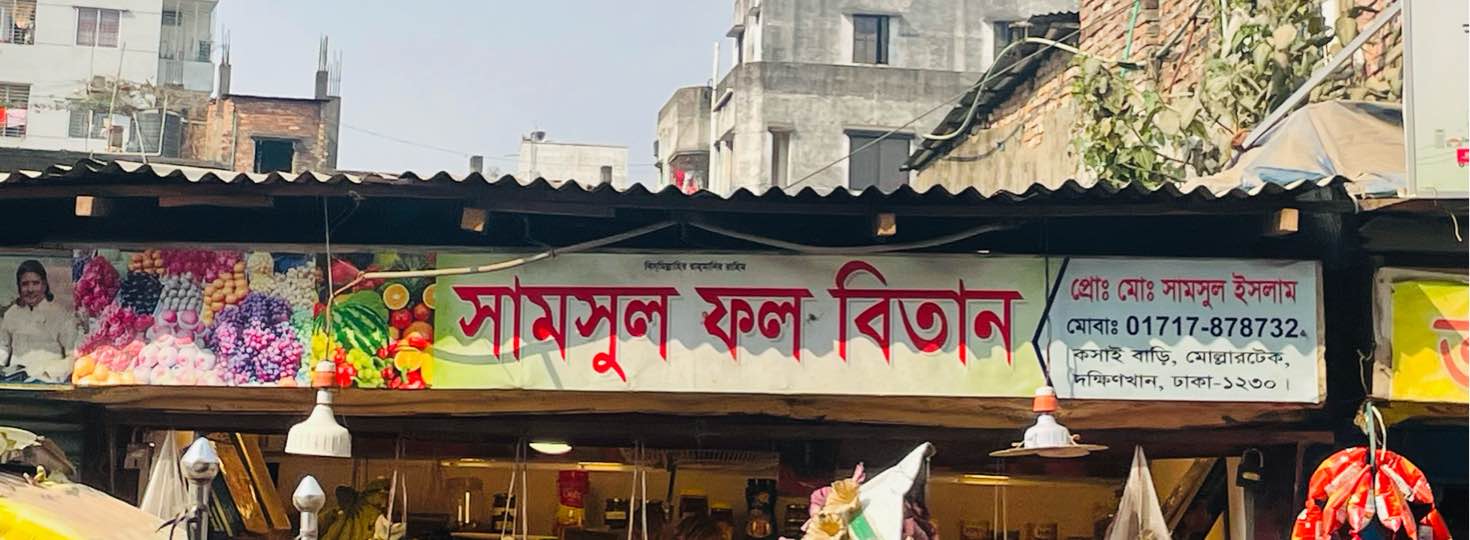 বিসমিল্লাহির রাহমানির রাহিম
সামসুল ফল বিতান
প্রোঃ মোঃ সামসুল ইসলাম
মোবাঃ 01717-878732
কসাই বাড়ি, মোল্লারটেক,
দক্ষিণখান, ঢাকা-১২৩০।